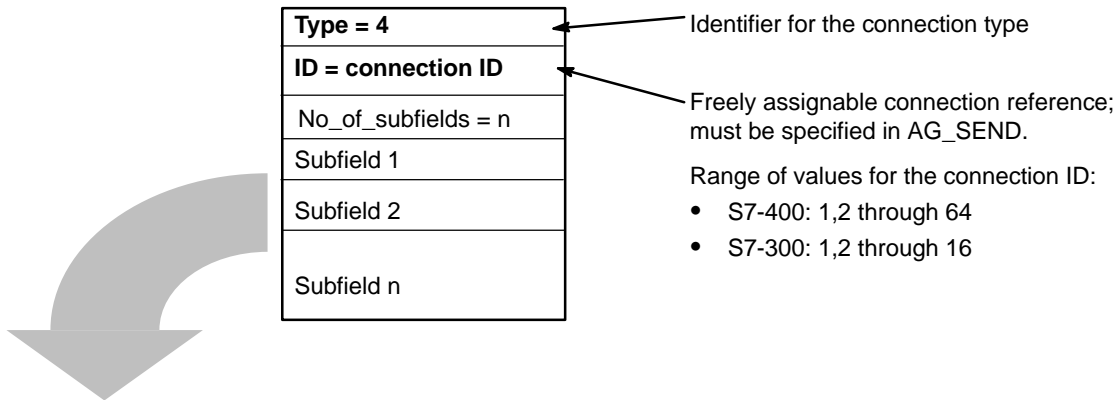 Type = 4
Identifier for the connection type
ID = connection ID
Freely assignable connection reference;
must be specified in AG_SEND.
No_of_subfields = n
Subfield 1
Range of values for the connection ID:
Subfield 2
• S7-400: 1,2 through 64
• S7-300: 1,2 through 16
Subfield n